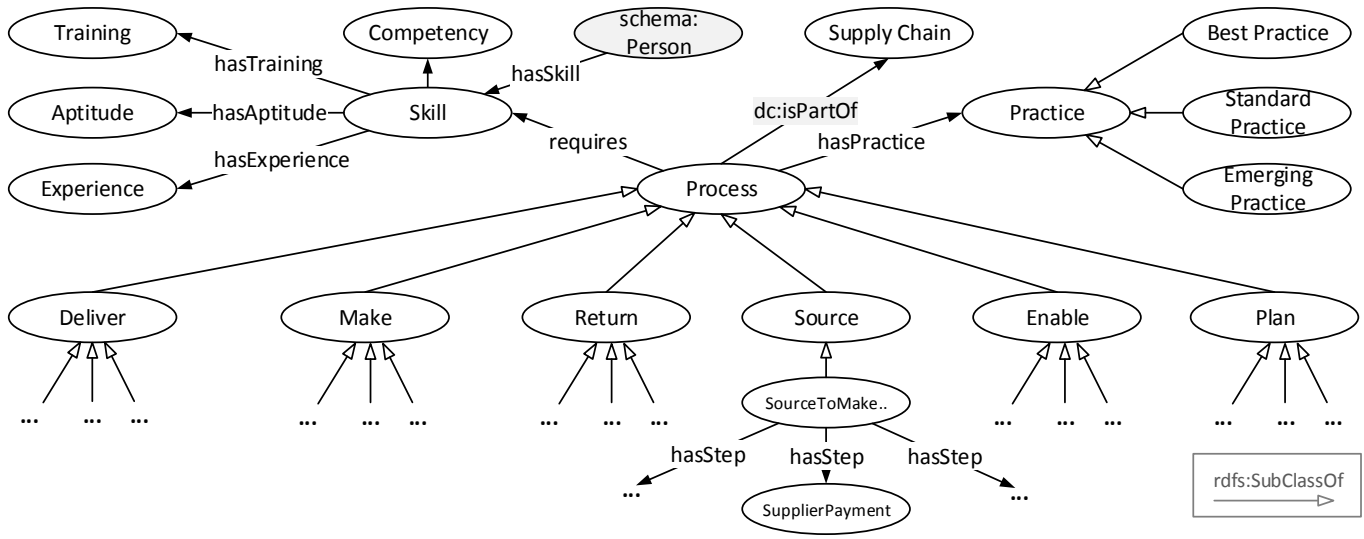 Training
Competency
schema:
Person
Supply Chain
Best Practice
hasTraining
hasSkill
Aptitude
hasAptitude
Skill
dc:isPartOf
Practice
Standard
Practice
requires
hasPractice
hasExperience
Experience
Process
Emerging
Practice
Deliver
Make
Return
Source
Enable
Plan
SourceToMake..
... ... ...
... ... ...
... ... ...
... ... ...
... ... ...
hasStep
hasStep
hasStep
...
...
SupplierPayment
rdfs:SubClassOf